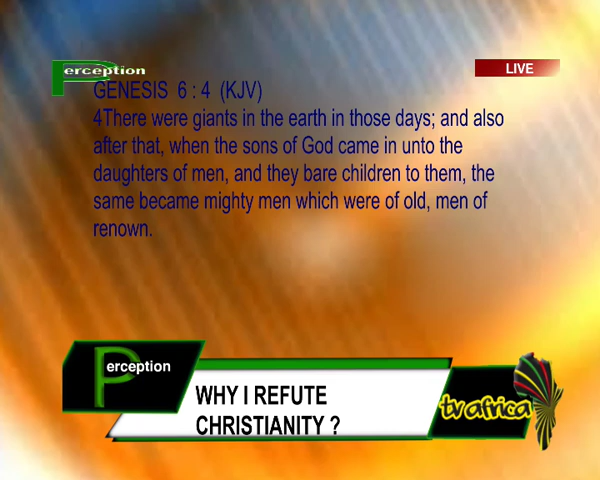 Perception
LIVE
GENESIS 6 : 4 (KJV)
4There were giants in the earth in those days; and also
after that, when the sons of God came in unto the
daughters of men, and they bare children to them, the
same became mighty men which were of old, men of
renown.
Perception
WHY I REFUTE
CHRISTIANITY ?
tv africa